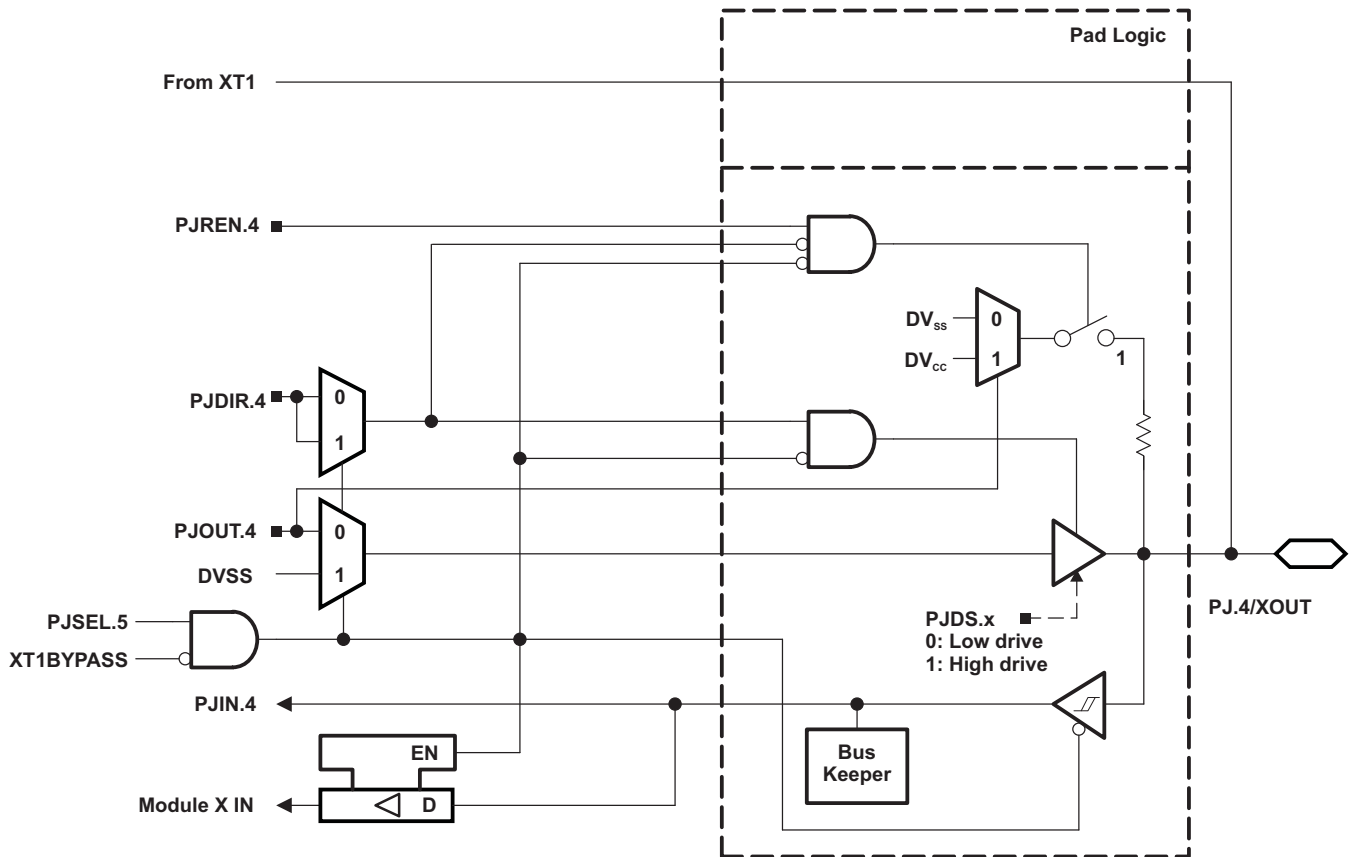 Pad Logic
From XT1
PJREN.4
DVss
0
DVcc
1
1
PJDIR.4
0
1
PJOUT.4
0
DVSS
1
PJSEL.5
XT1BYPASS
PJDS.x
0: Low drive
1: High drive
PJ.4/XOUT
PJIN.4
EN
Bus
Keeper
Module X IN
D